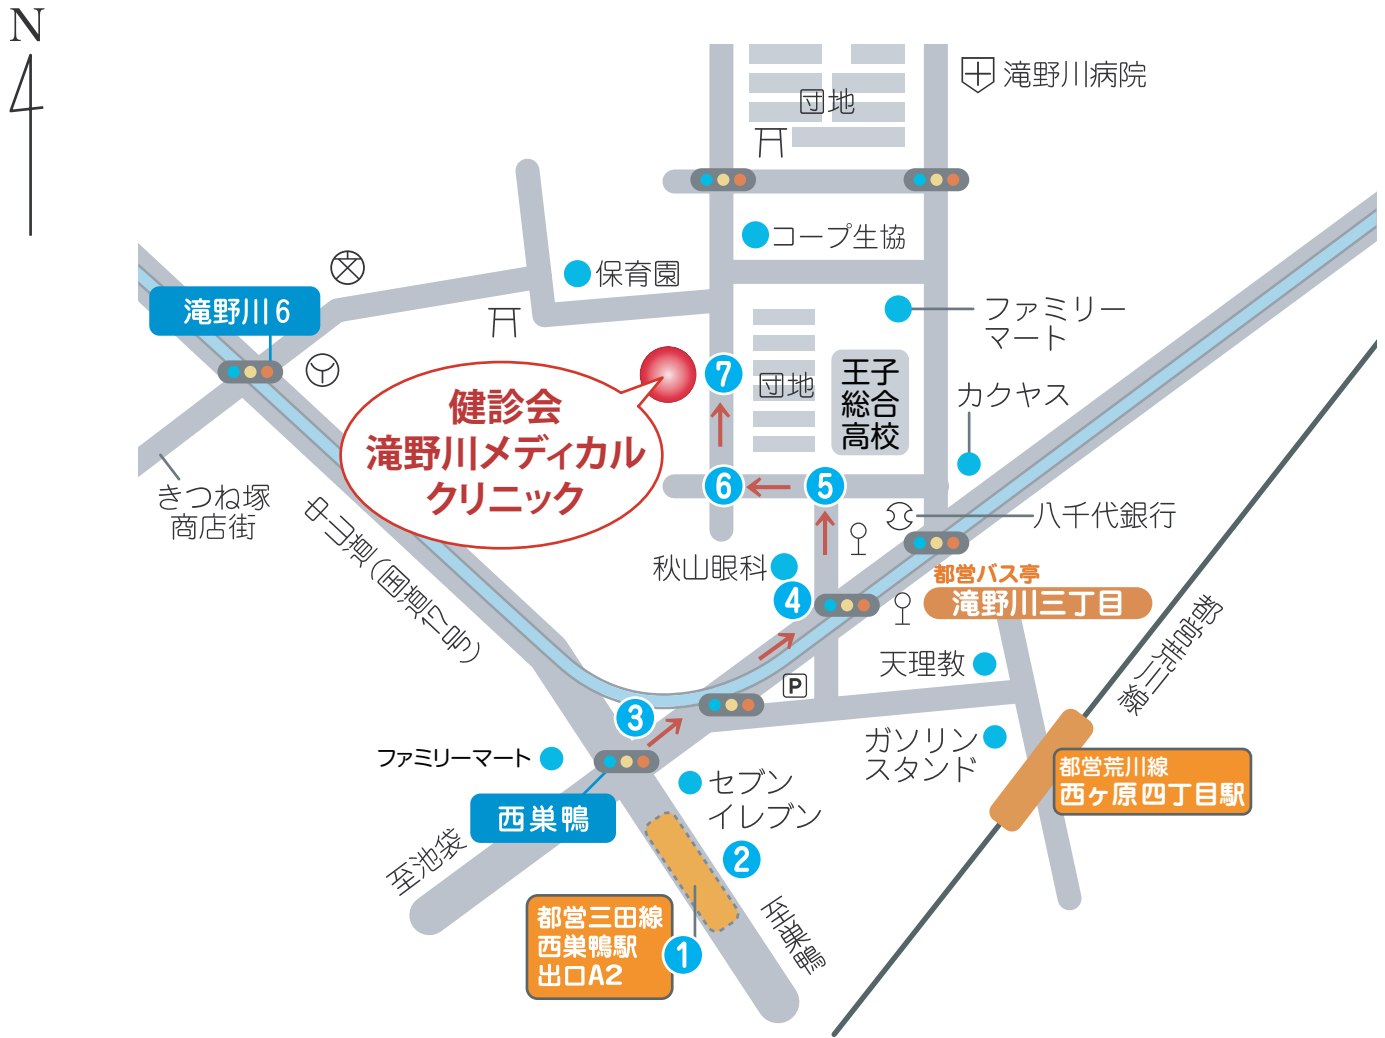 N
滝野川病院
団地
コープ生協
保育園
滝野川6
ファミリー
マート
7
団地
王子
総合
高校
カクヤス
健診会
滝野川メディカル
クリニック
きつね塚
商店街
中山道(国道17号)
6
5
八千代銀行
秋山眼科
4
都営バス亭
滝野川三丁目
都営荒川線
天理教
P
3
ファミリーマート
ガソリン
スタンド
都営荒川線
西ヶ原四丁目駅
セブン
イレブン
西巣鴨
至池袋
2
至巣鴨
都営三田線
西巣鴨駅
出口A2
1